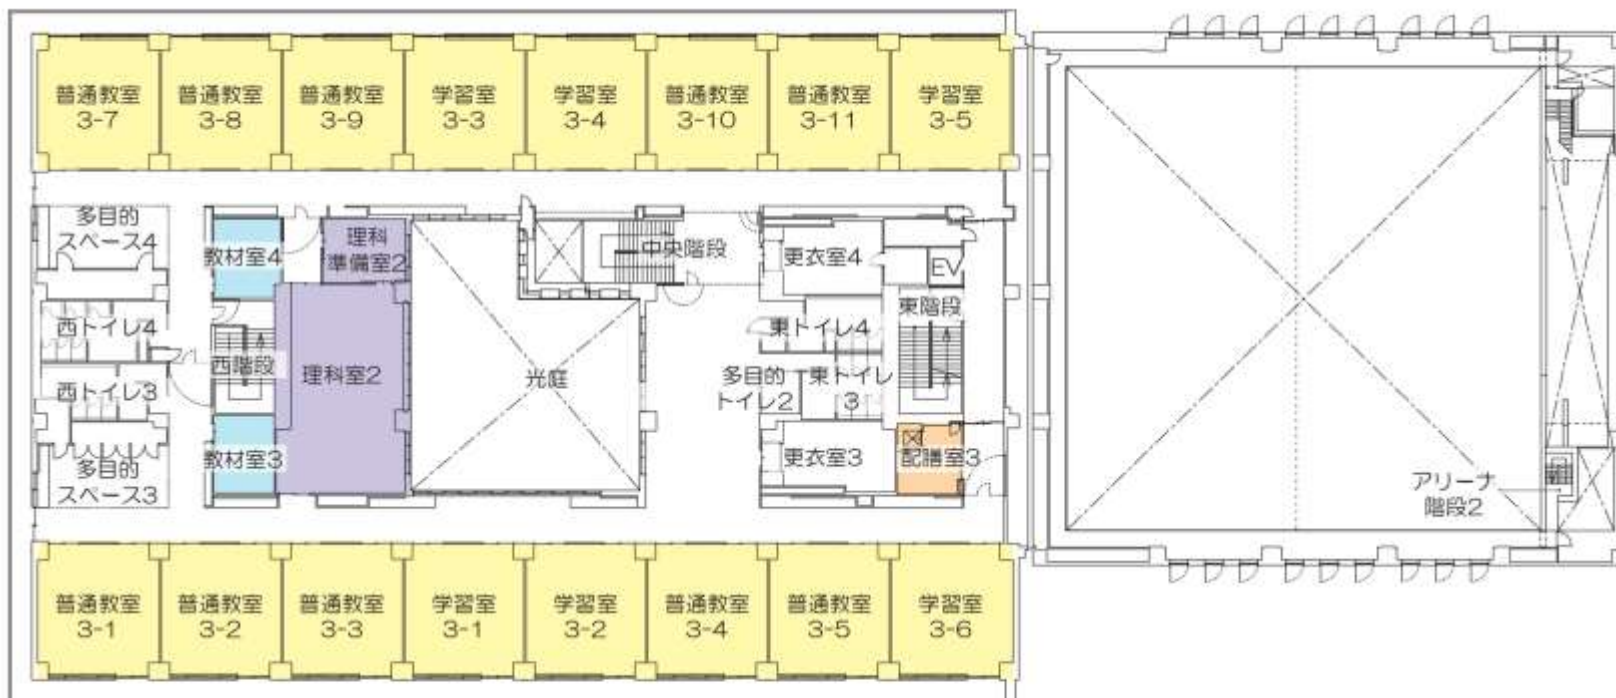 普通教室
3-7
普通教室
3-8
普通教室
3-9
学習室
3-3
学習室
3-4
普通教室
3-10
普通教室
3-11
学習室
3-5
多目的
スペース4
教材室4
理科
準備室2
中央階段
更衣室4
EV
西トイレ4
東トイレ4
東階段
西階段
西トイレ3
理科室2
光庭
多目的
トイレ2
東トイレ
3
教材室3
多目的
スペース3
更衣室3
配膳室3
アリーナ
階段2
普通教室
3-1
普通教室
3-2
普通教室
3-3
学習室
3-1
学習室
3-2
普通教室
3-4
普通教室
3-5
学習室
3-6